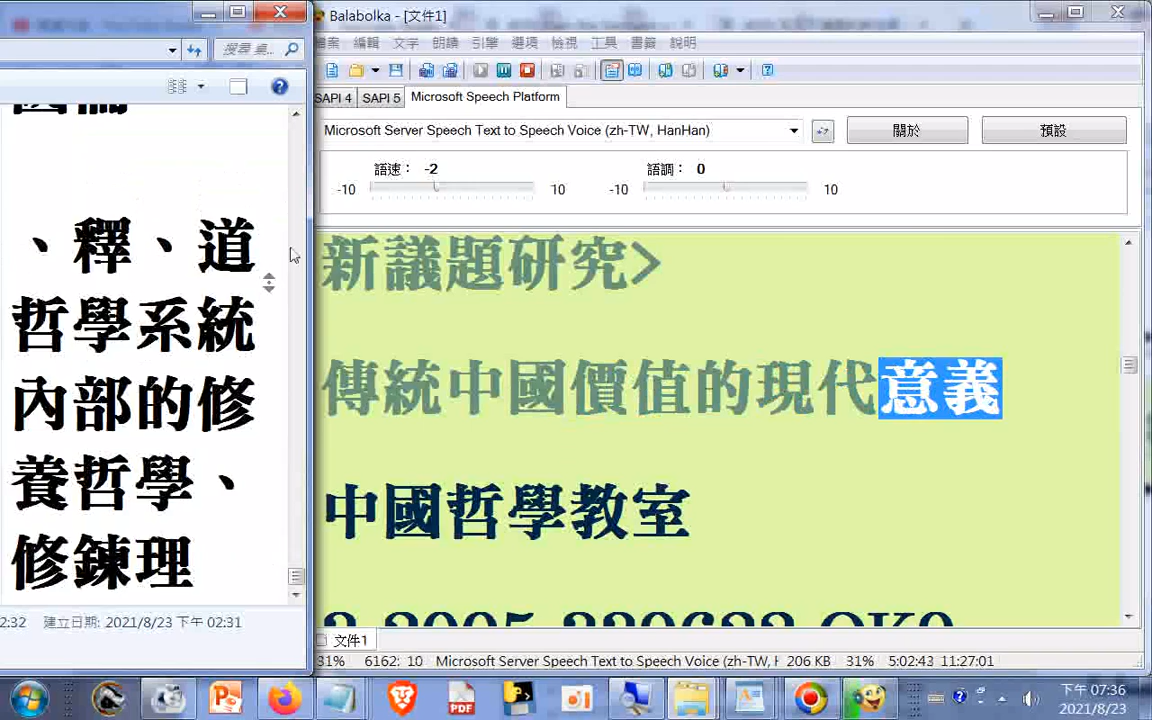 Balabolka - [文件1]
檔案 編輯 文字 朗讀 引擎 選項 檢視 工具 書籤 說明
SAPI 4 SAPI 5 Microsoft Speech Platform
Microsoft Server Speech Text to Speech Voice (zh-TW, HanHan)
關於
預設
語速： -2
語調： 0
-10 10
-10 10
新議題研究>
傳統中國價值的現代意義
中國哲學教室
文件1
31% 6162: 10 Microsoft Server Speech Text to Speech Voice (zh-TW, H 206 KB 31% 5:02:43 11:27:01
搜尋 桌...
、釋、道
哲學系統
內部的修
養哲學、
修鍊理
2:32 建立日期: 2021/8/23 下午 02:31
PDF
下午 07:36
2021/8/23